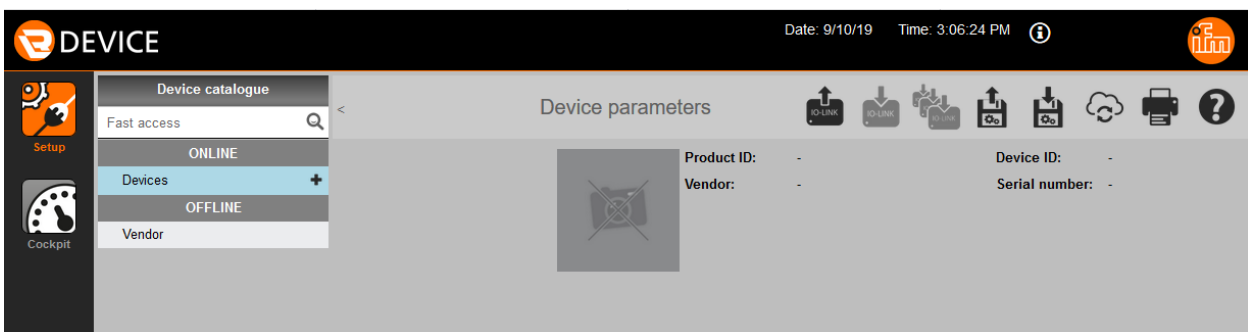 DEVICE
Date: 9/10/19 Time: 3:06:24 PM
ifm
Setup
Cockpit
Device catalogue
Fast access
ONLINE
Devices +
OFFLINE
Vendor
<
Device parameters
IO-LINK
IO-LINK
IO-LINK
Product ID: - Device ID: -
Vendor: - Serial number: -